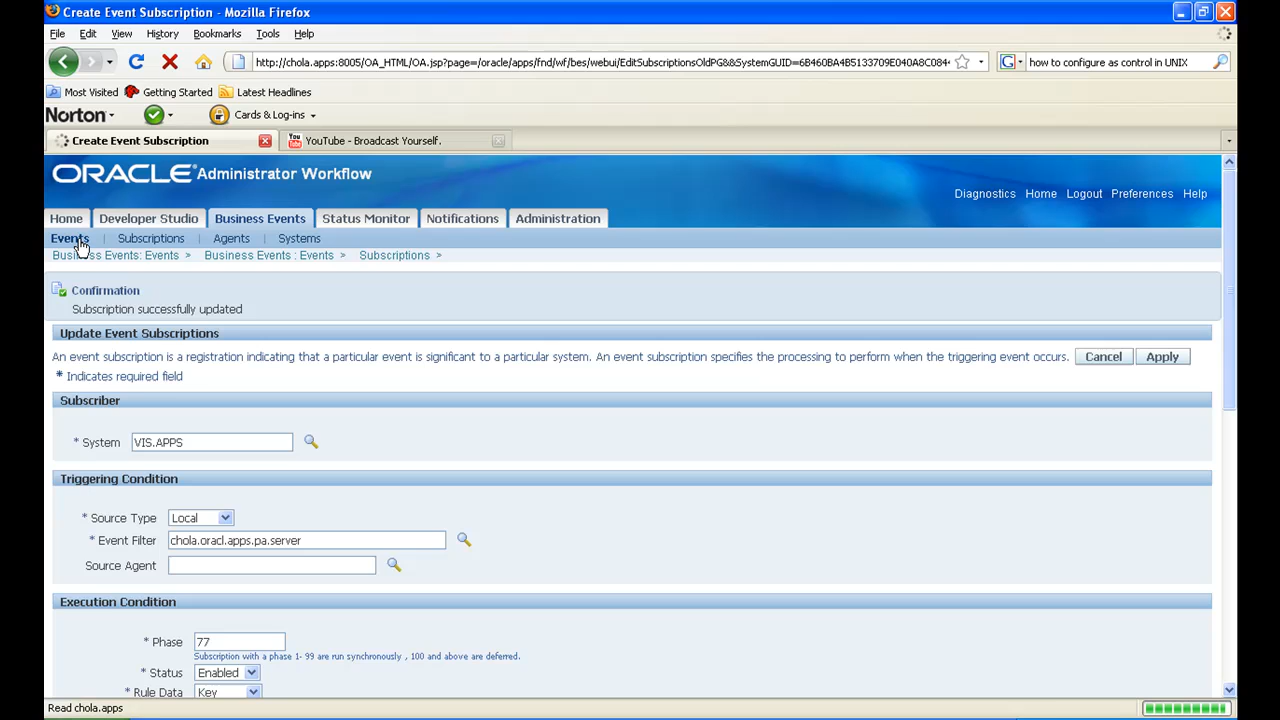 Create Event Subscription - Mozilla Firefox
File Edit View History Bookmarks Tools Help
http://chola.apps:8005/OA_HTML/OA.jsp?page=/oracle/apps/fnd/wf/bes/webui/EditSubscriptionsOldPG&&SystemGUID=6B460BA4B5133709E040A8C084 how to configure as control in UNIX
Most Visited Getting Started Latest Headlines
Norton Cards & Log-ins
Create Event Subscription YouTube - Broadcast Yourself.
ORACLE Administrator Workflow
Diagnostics Home Logout Preferences Help
Home Developer Studio Business Events Status Monitor Notifications Administration
Events | Subscriptions | Agents | Systems
Business Events: Events > Business Events : Events > Subscriptions >
Confirmation
Subscription successfully updated
Update Event Subscriptions
An event subscription is a registration indicating that a particular event is significant to a particular system. An event subscription specifies the processing to perform when the triggering event occurs. Cancel Apply
* Indicates required field
Subscriber
* System VIS.APPS
Triggering Condition
* Source Type Local
* Event Filter chola.oracl.apps.pa.server
Source Agent
Execution Condition
* Phase 77
Subscription with a phase 1- 99 are run synchronously , 100 and above are deferred.
* Status Enabled
* Rule Data Key
Read chola.apps